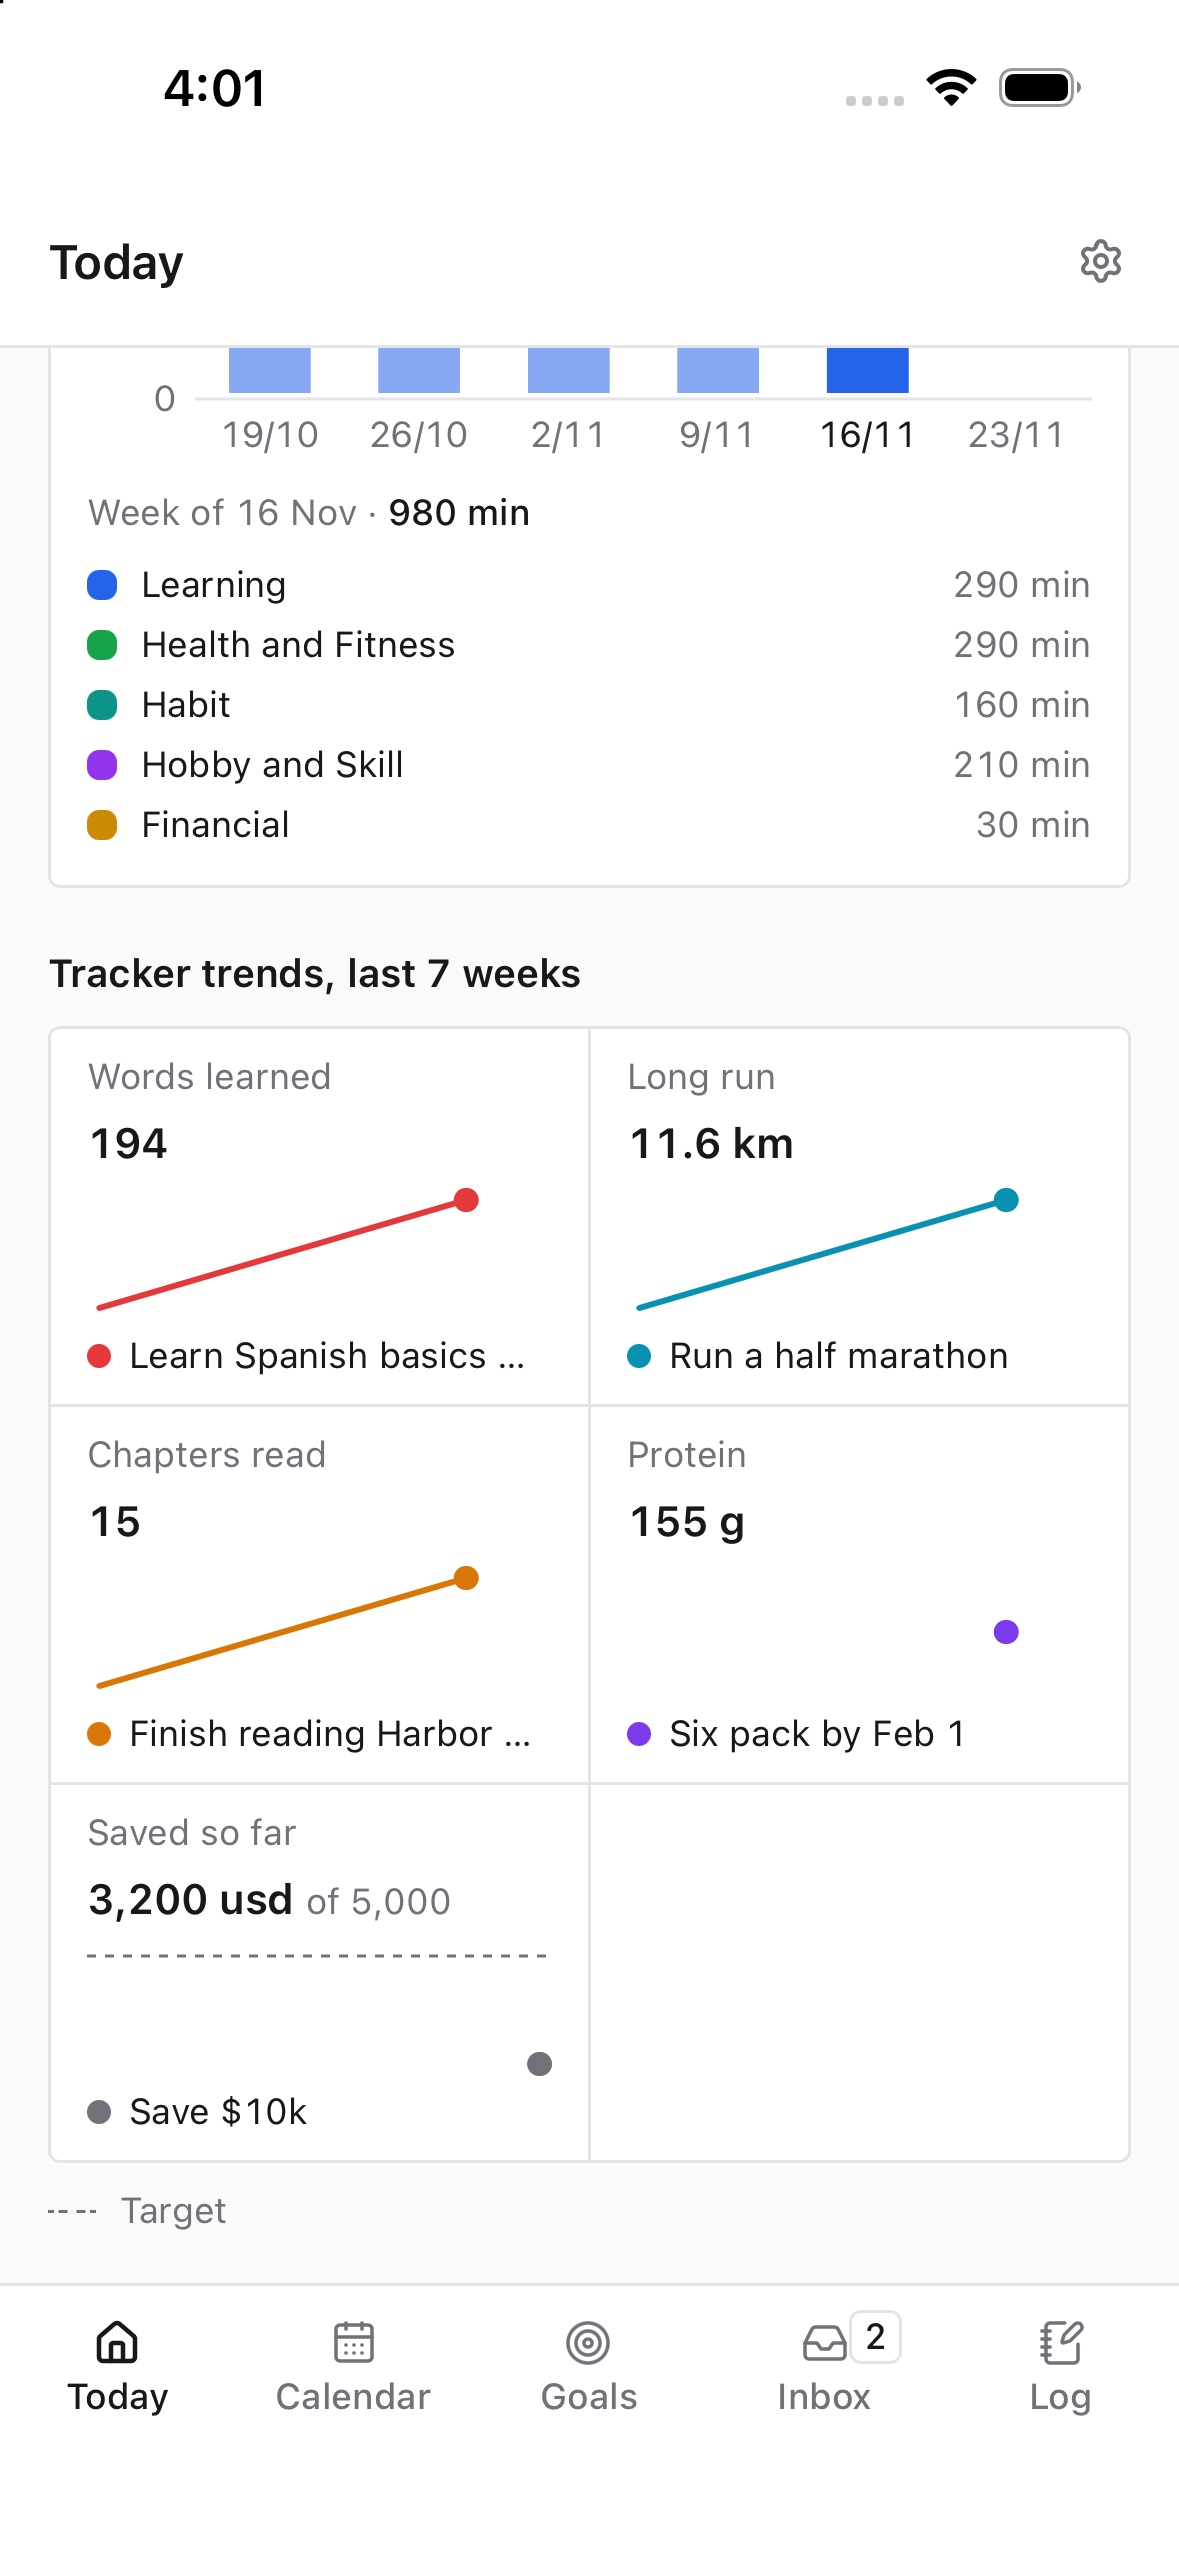 4:01
Today
0
19/10 26/10 2/11 9/11 16/11 23/11
Week of 16 Nov · 980 min
Learning 290 min
Health and Fitness 290 min
Habit 160 min
Hobby and Skill 210 min
Financial 30 min
Tracker trends, last 7 weeks
Words learned
194
Learn Spanish basics ...
Long run
11.6 km
Run a half marathon
Chapters read
15
Finish reading Harbor ...
Protein
155 g
Six pack by Feb 1
Saved so far
3,200 usd of 5,000
Save $10k
Target
Today
Calendar
Goals
Inbox 2
Log